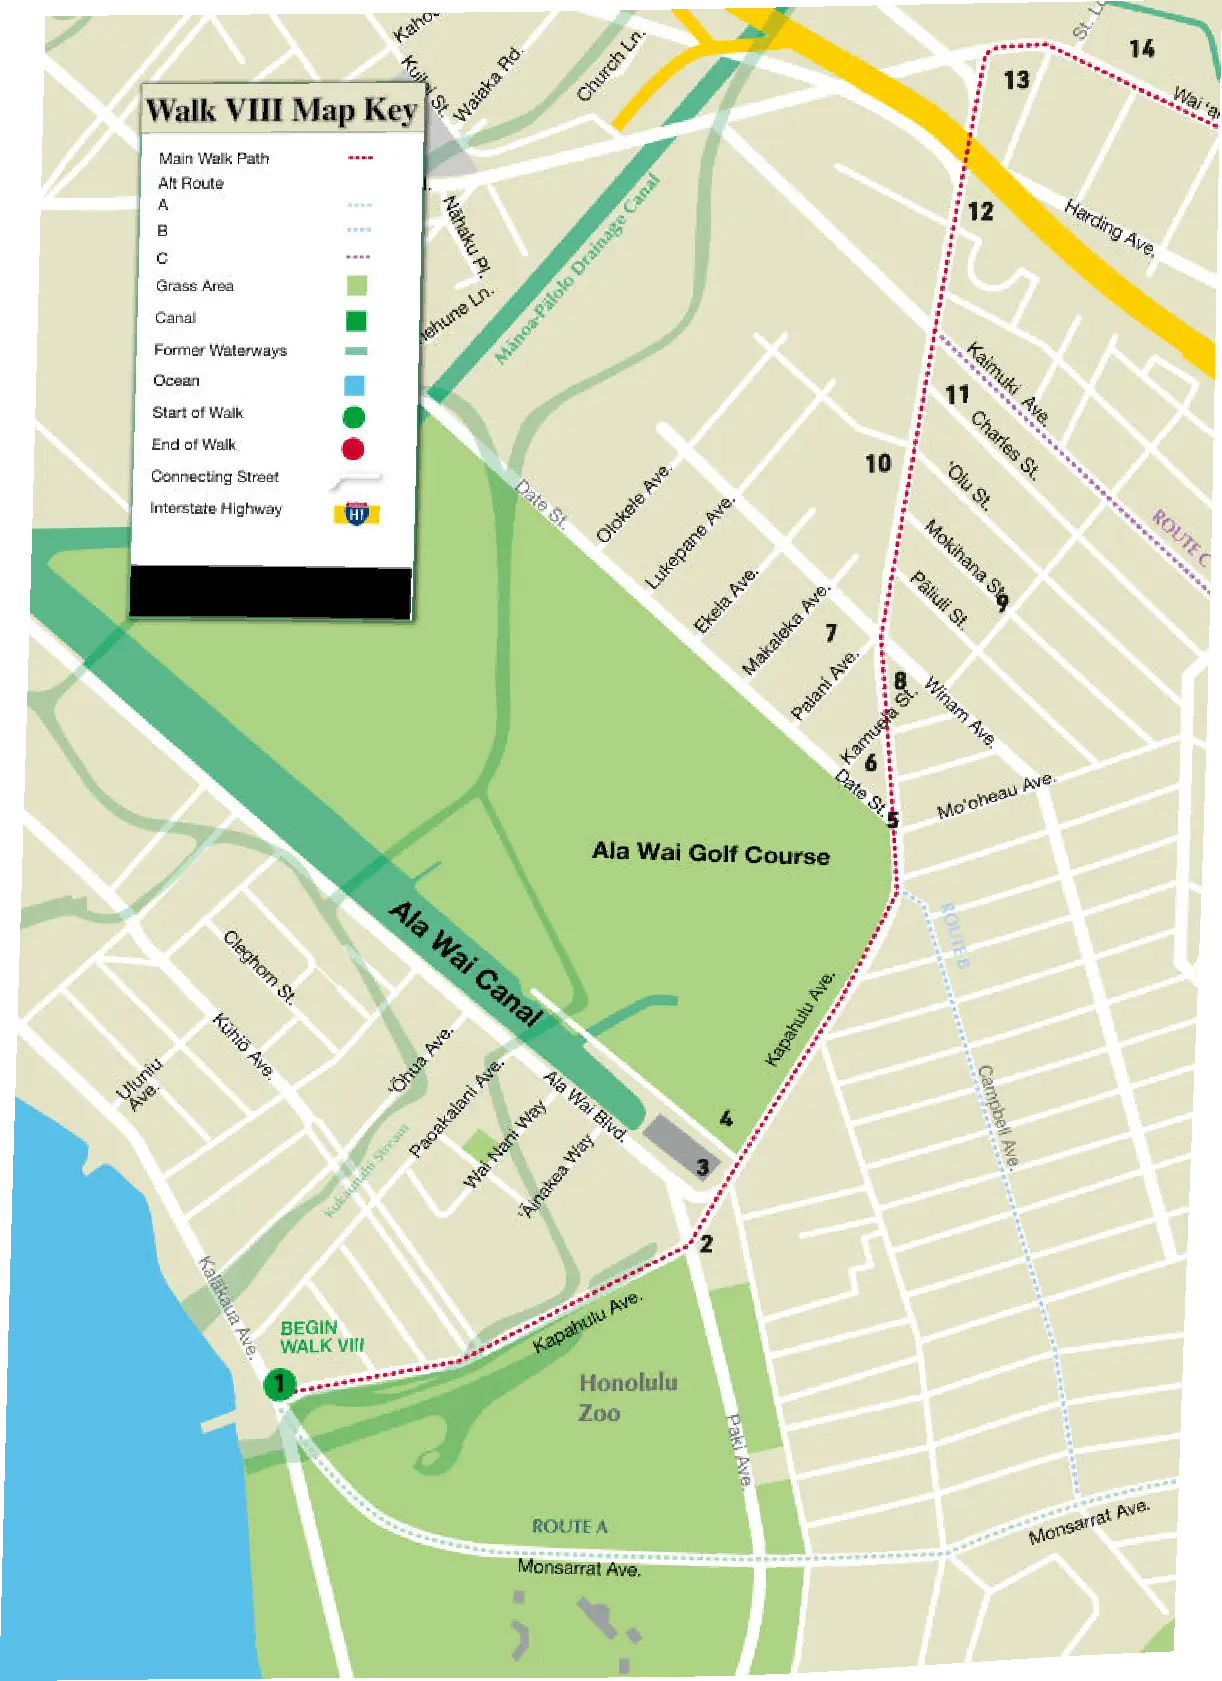 Church Ln.
Waiaka Rd.
14
13
Walk VIII Map Key
Main Walk Path
Alt Route
A
B
C
Grass Area
Canal
Former Waterways
Ocean
Start of Walk
End of Walk
Connecting Street
Interstate Highway
H1
Nāhaku Pl.
Mānoa-Pālolo Drainage Canal
12
Harding Ave.
Kaimuki Ave.
11
Charles St.
10
'Olu St.
ROUTE C
Mokihana St.
9
Pāliuli St.
Date St.
Olokele Ave.
Lukepane Ave.
Ekela Ave.
Makaleka Ave.
7
Palani Ave.
8
Kamuela St.
Winam Ave.
6
Date St.
5
Mo'oheau Ave.
Ala Wai Golf Course
Ala Wai Canal
ROUTE B
Cleghorn St.
Kūhiō Ave.
Uluniu
Ave.
'Ōhua Ave.
Paoakalani Ave.
Wai Nani Way
'Āinakea Way
Ala Wai Blvd.
Kapahulu Ave.
Campbell Ave.
4
3
2
Kukaunahi Stream
Kalākaua Ave.
BEGIN
WALK VIII
1
Kapahulu Ave.
Honolulu
Zoo
Paki Ave.
ROUTE A
Monsarrat Ave.
Monsarrat Ave.